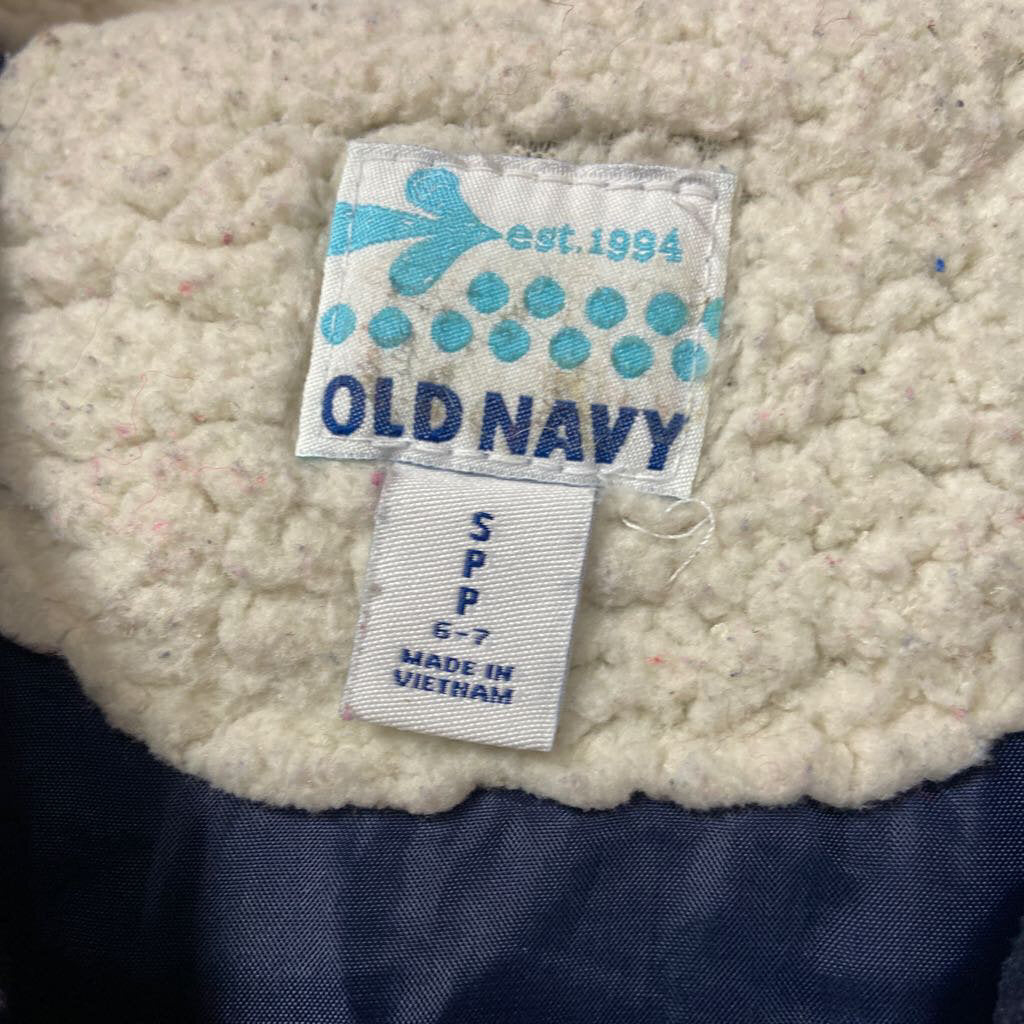 est.1994
OLD NAVY
S
P
P
6-7
MADE IN
VIETNAM